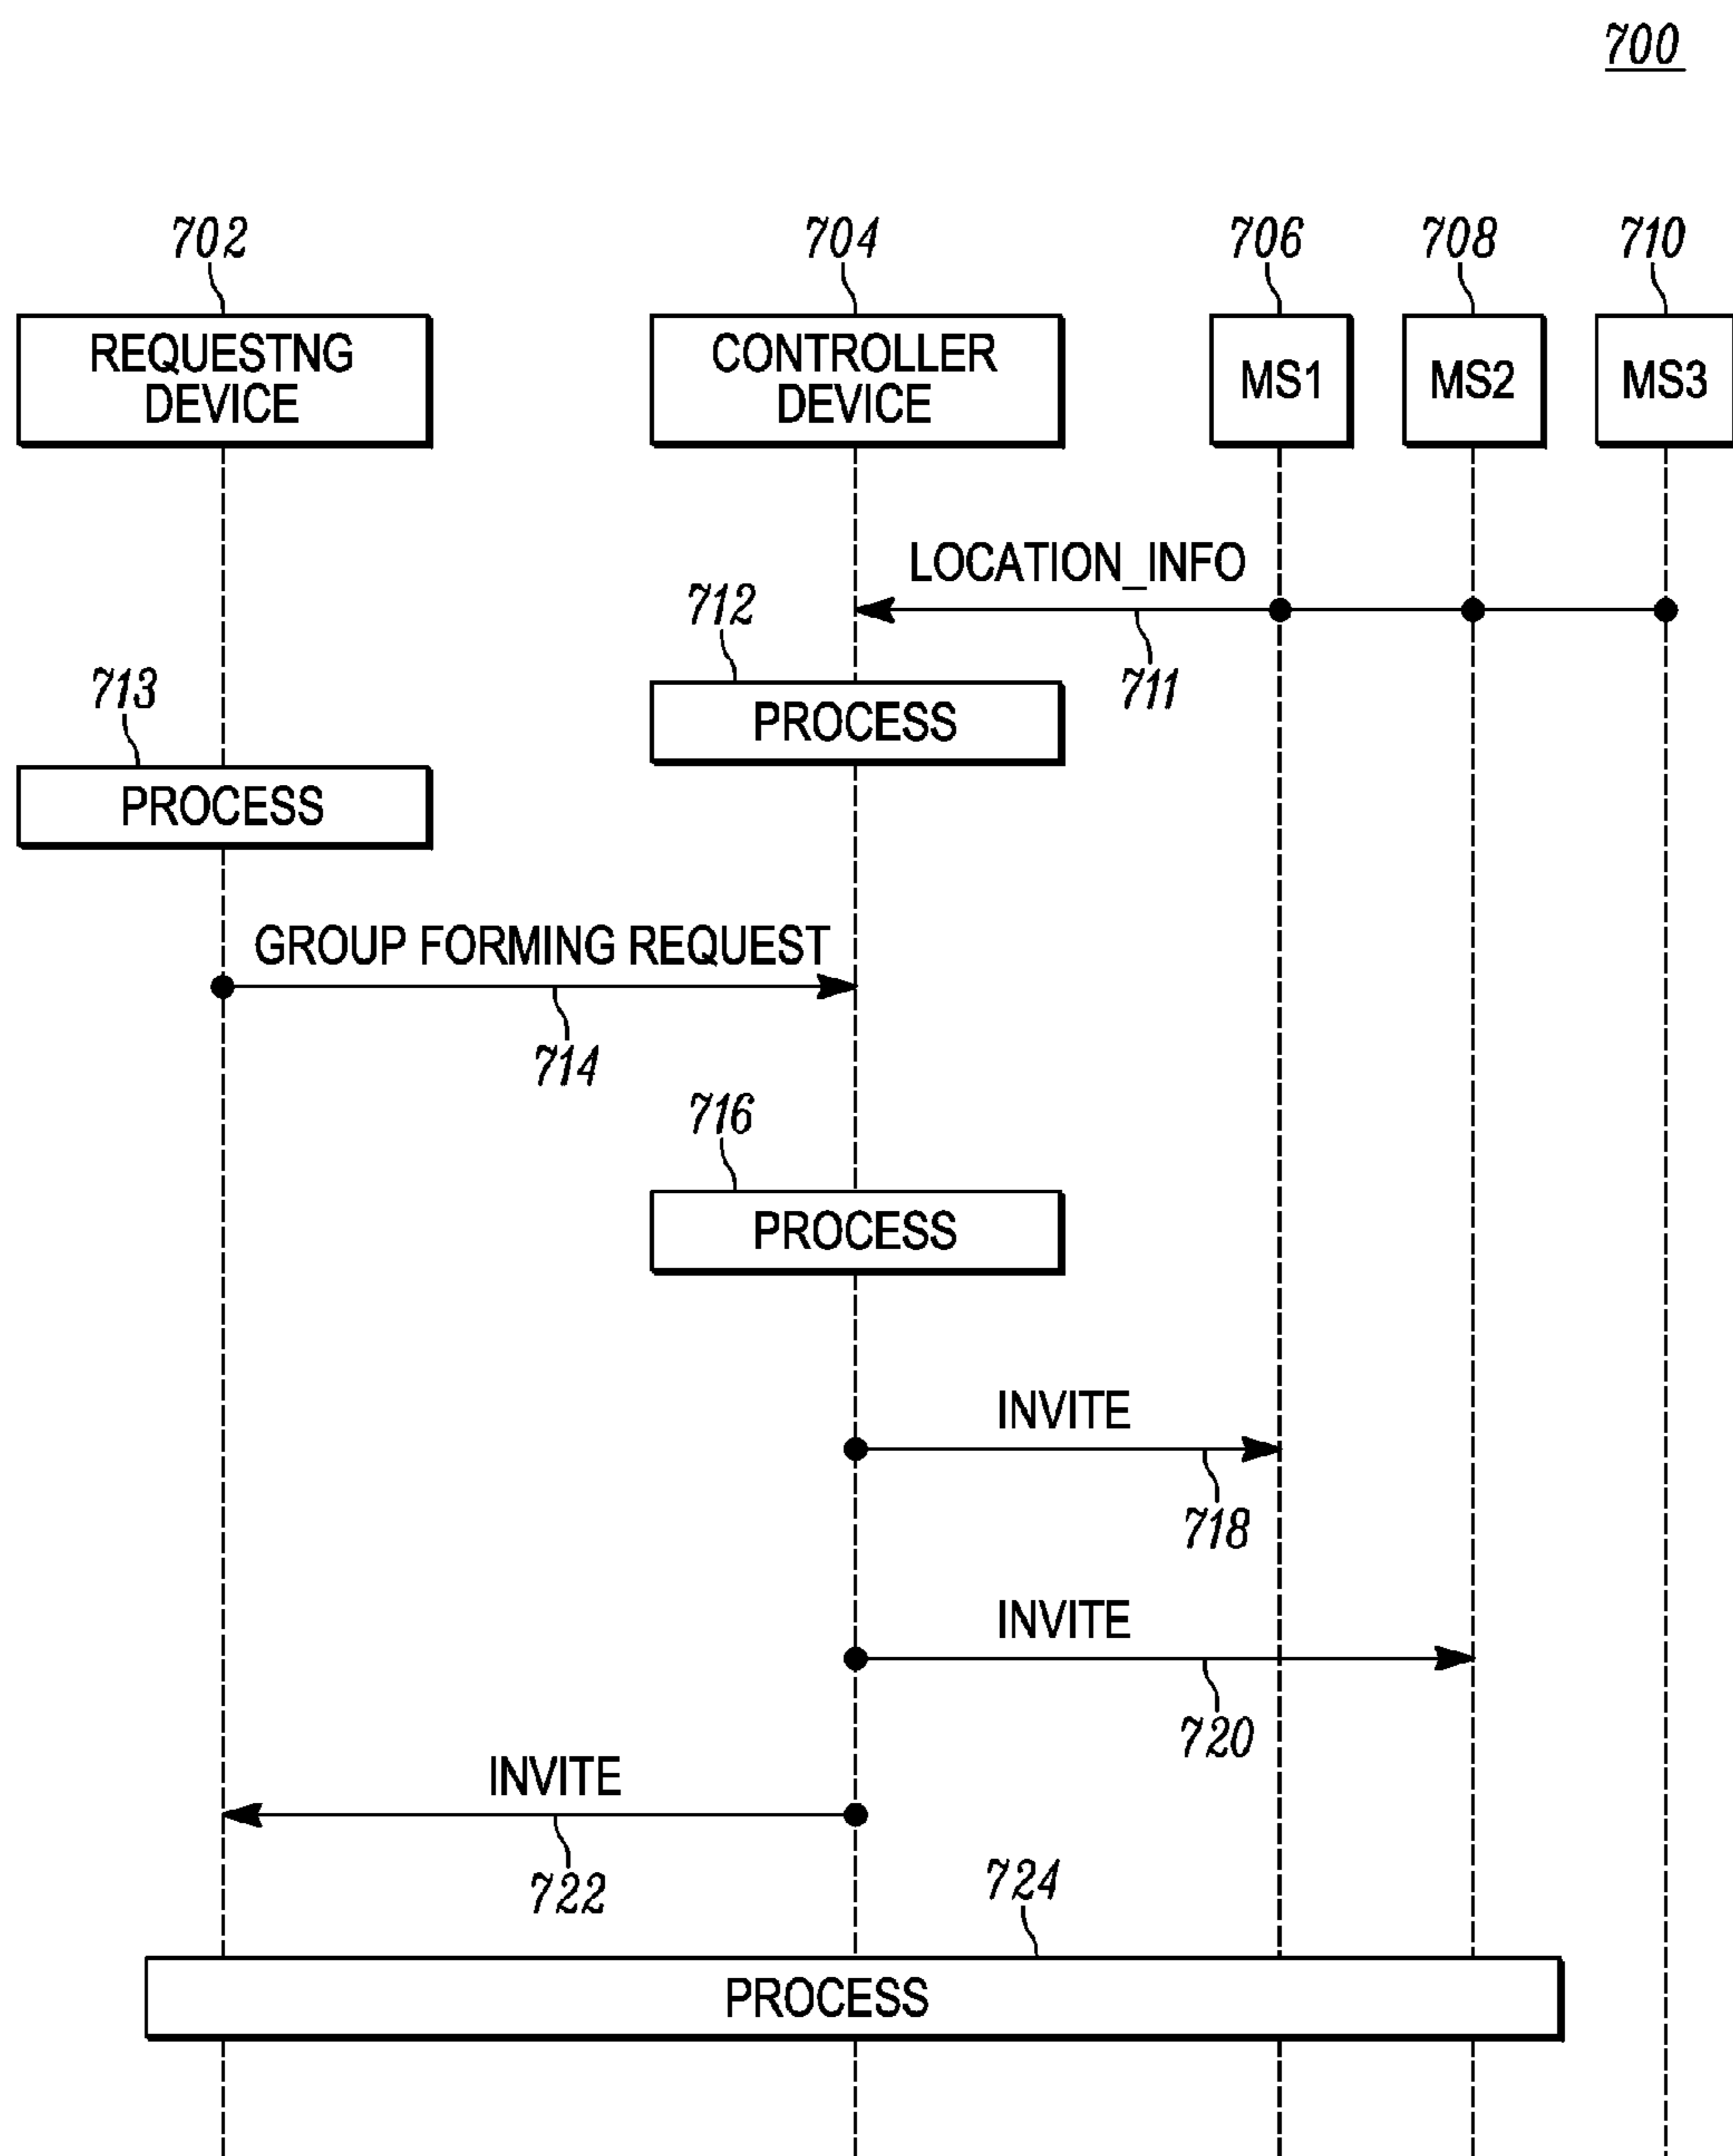 700
702
704
706
708
710
REQUESTNG
DEVICE
CONTROLLER
DEVICE
MS1
MS2
MS3
LOCATION_INFO
711
712
PROCESS
713
PROCESS
GROUP FORMING REQUEST
714
716
PROCESS
INVITE
718
INVITE
720
INVITE
722
724
PROCESS